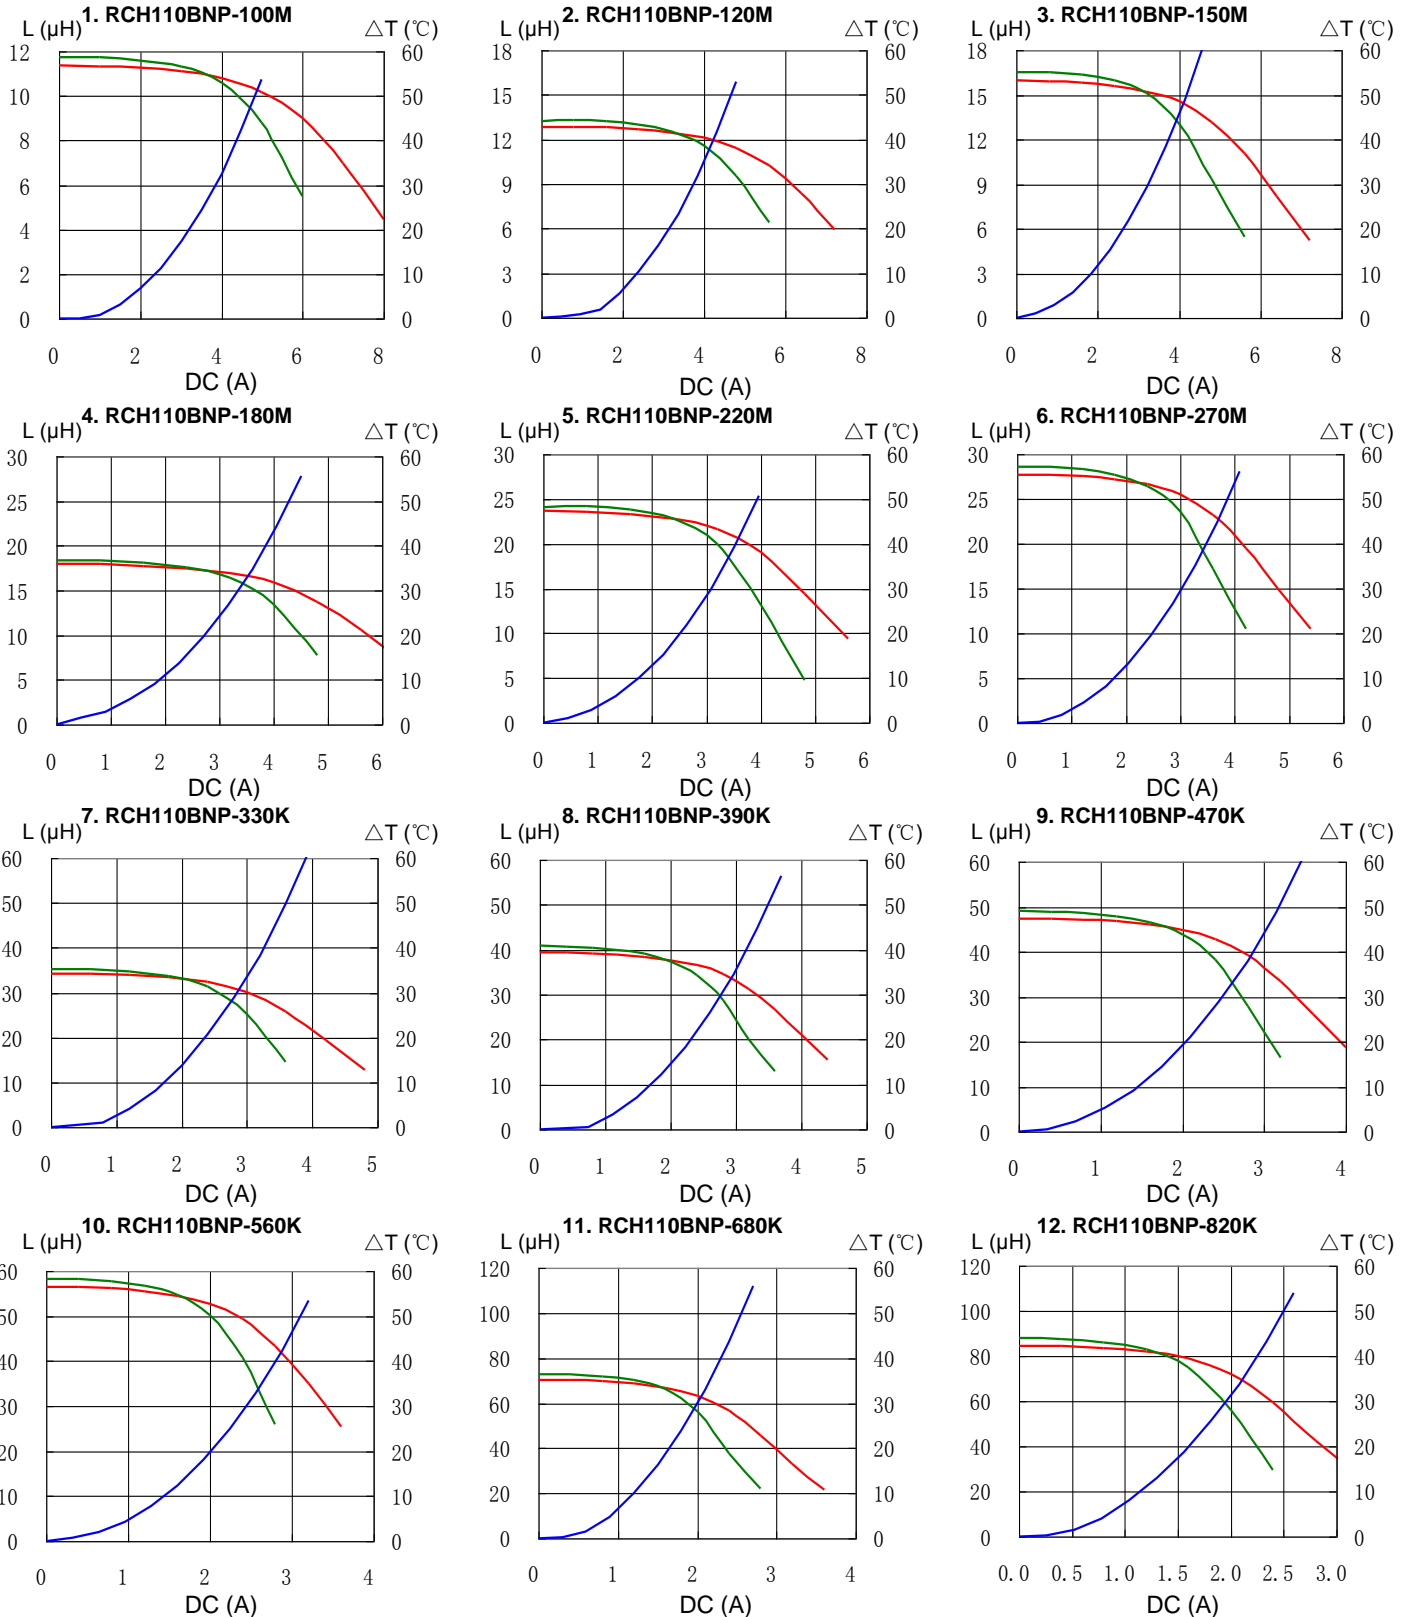 1. RCH110BNP-100M
L (μH)
△T (℃)
12
10
8
6
4
2
0
60
50
40
30
20
10
0
0 2 4 6 8
DC (A)
2. RCH110BNP-120M
L (μH)
△T (℃)
18
15
12
9
6
3
0
60
50
40
30
20
10
0
0 2 4 6 8
DC (A)
3. RCH110BNP-150M
L (μH)
△T (℃)
18
15
12
9
6
3
0
60
50
40
30
20
10
0
0 2 4 6 8
DC (A)
4. RCH110BNP-180M
L (μH)
△T (℃)
30
25
20
15
10
5
0
60
50
40
30
20
10
0
0 1 2 3 4 5 6
DC (A)
5. RCH110BNP-220M
L (μH)
△T (℃)
30
25
20
15
10
5
0
60
50
40
30
20
10
0
0 1 2 3 4 5 6
DC (A)
6. RCH110BNP-270M
L (μH)
△T (℃)
30
25
20
15
10
5
0
60
50
40
30
20
10
0
0 1 2 3 4 5 6
DC (A)
7. RCH110BNP-330K
L (μH)
△T (℃)
60
50
40
30
20
10
0
60
50
40
30
20
10
0
0 1 2 3 4 5
DC (A)
8. RCH110BNP-390K
L (μH)
△T (℃)
60
50
40
30
20
10
0
60
50
40
30
20
10
0
0 1 2 3 4 5
DC (A)
9. RCH110BNP-470K
L (μH)
△T (℃)
60
50
40
30
20
10
0
60
50
40
30
20
10
0
0 1 2 3 4
DC (A)
10. RCH110BNP-560K
L (μH)
△T (℃)
60
50
40
30
20
10
0
60
50
40
30
20
10
0
0 1 2 3 4
DC (A)
11. RCH110BNP-680K
L (μH)
△T (℃)
120
100
80
60
40
20
0
60
50
40
30
20
10
0
0 1 2 3 4
DC (A)
12. RCH110BNP-820K
L (μH)
△T (℃)
120
100
80
60
40
20
0
60
50
40
30
20
10
0
0.0 0.5 1.0 1.5 2.0 2.5 3.0
DC (A)